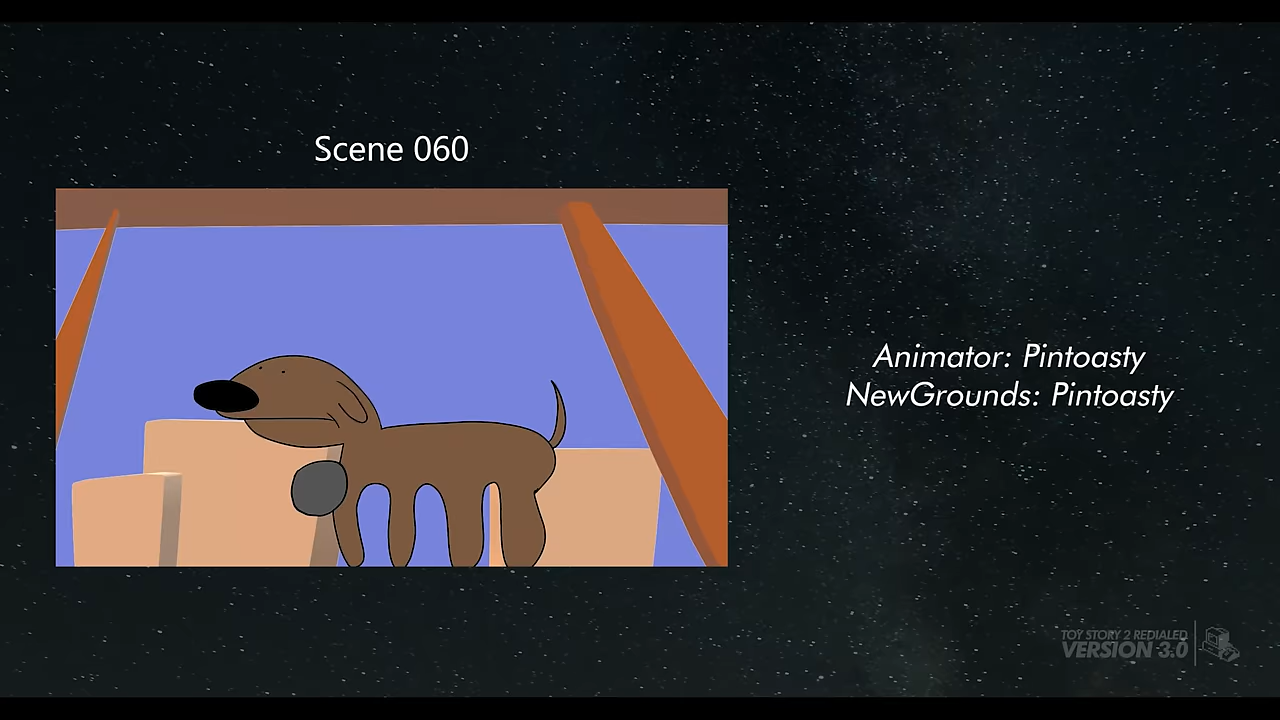 Scene 060
Animator: Pintoasty
NewGrounds: Pintoasty
TOY STORY 2 REDIALED
VERSION 3.0